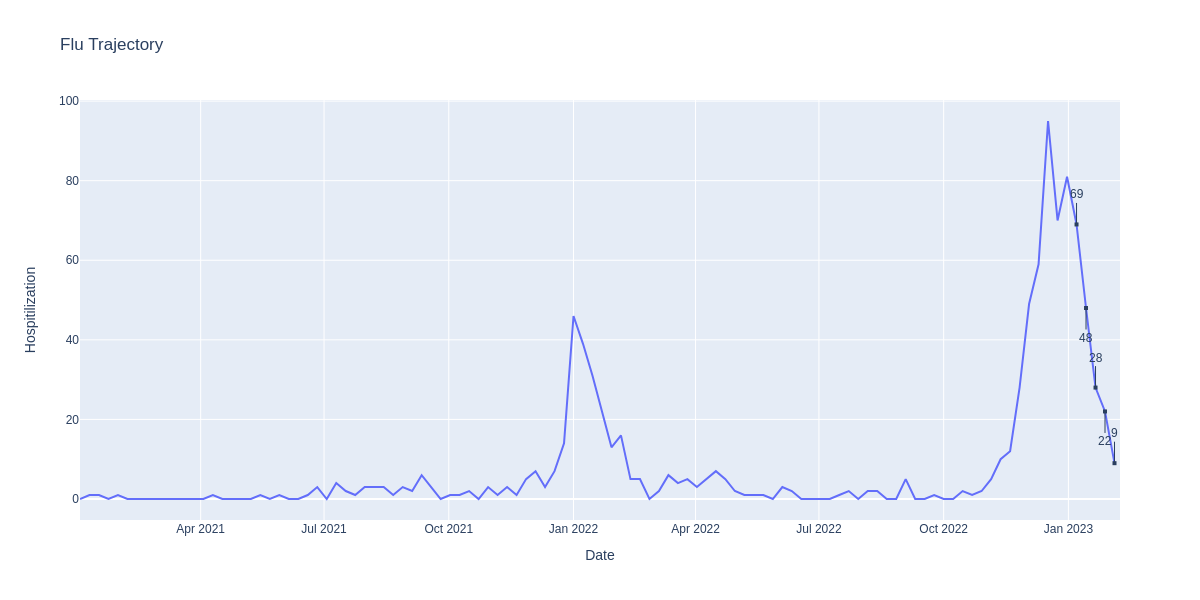 Flu Trajectory
100
80
60
40
20
0
Hospitilization
69
48
28
22
9
Apr 2021
Jul 2021
Oct 2021
Jan 2022
Apr 2022
Jul 2022
Oct 2022
Jan 2023
Date